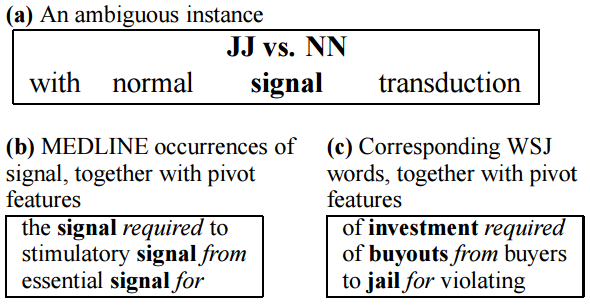 (a) An ambiguous instance
JJ vs. NN
with normal signal transduction
(b) MEDLINE occurrences of
signal, together with pivot
features
the signal required to
stimulatory signal from
essential signal for
(c) Corresponding WSJ
words, together with pivot
features
of investment required
of buyouts from buyers
to jail for violating